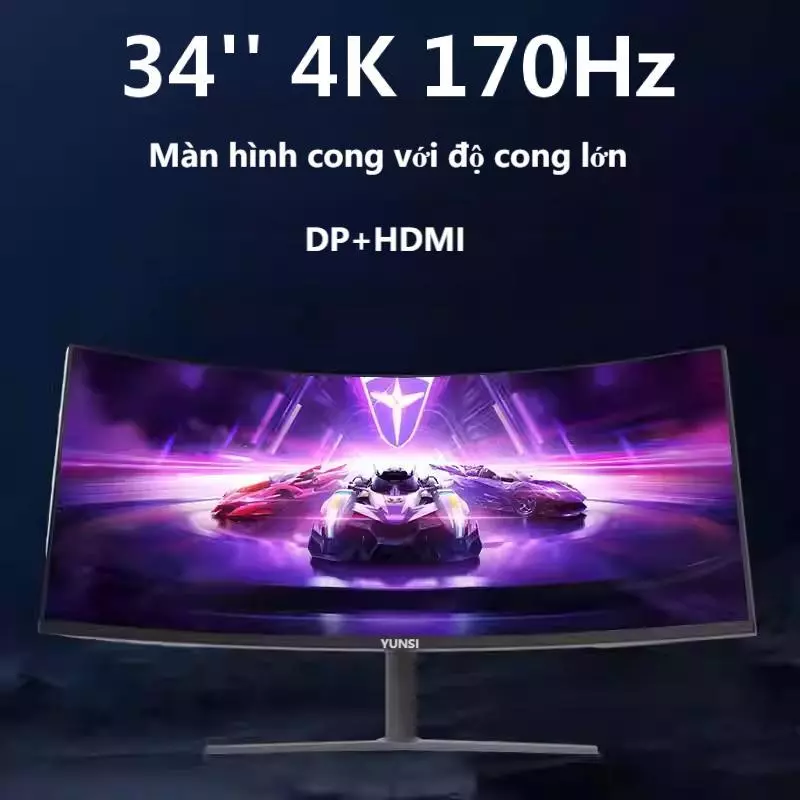 34'' 4K 170Hz
Màn hình cong với độ cong lớn
DP+HDMI
YUNSI